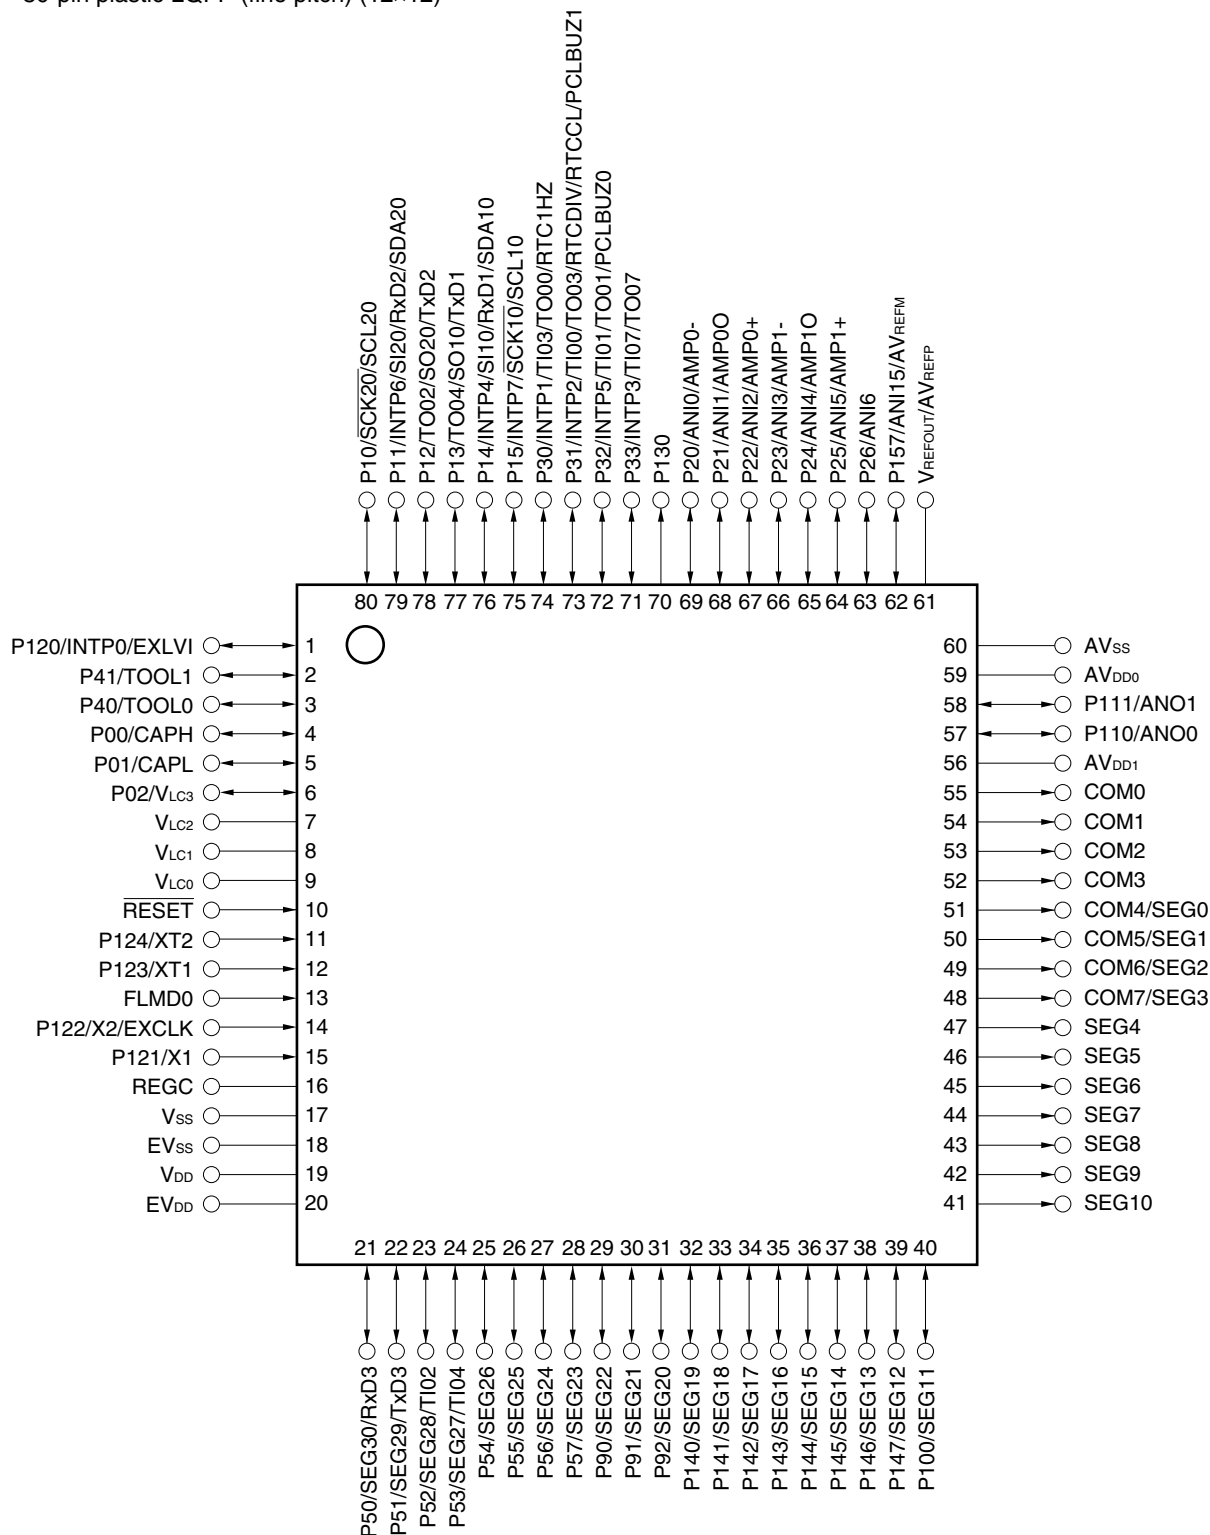 80-pin plastic LQFP (fine pitch) (12×12)
P10/SCK20/SCL20
P11/INTP6/SI20/RxD2/SDA20
P12/TO02/SO20/TxD2
P13/TO04/SO10/TxD1
P14/INTP4/SI10/RxD1/SDA10
P15/INTP7/SCK10/SCL10
P30/INTP1/TI03/TO00/RTC1HZ
P31/INTP2/TI00/TO03/RTCDIV/RTCCL/PCLBUZ1
P32/INTP5/TI01/TO01/PCLBUZ0
P33/INTP3/TI07/TO07
P130
P20/ANI0/AMP0-
P21/ANI1/AMP0O
P22/ANI2/AMP0+
P23/ANI3/AMP1-
P24/ANI4/AMP1O
P25/ANI5/AMP1+
P26/ANI6
P157/ANI15/AVREFM
VREFOUT/AVREFP
80 79 78 77 76 75 74 73 72 71 70 69 68 67 66 65 64 63 62 61
P120/INTP0/EXLVI 1
P41/TOOL1 2
P40/TOOL0 3
P00/CAPH 4
P01/CAPL 5
P02/VLC3 6
VLC2 7
VLC1 8
VLC0 9
RESET 10
P124/XT2 11
P123/XT1 12
FLMD0 13
P122/X2/EXCLK 14
P121/X1 15
REGC 16
VSS 17
EVSS 18
VDD 19
EVDD 20
60 AVSS
59 AVDD0
58 P111/ANO1
57 P110/ANO0
56 AVDD1
55 COM0
54 COM1
53 COM2
52 COM3
51 COM4/SEG0
50 COM5/SEG1
49 COM6/SEG2
48 COM7/SEG3
47 SEG4
46 SEG5
45 SEG6
44 SEG7
43 SEG8
42 SEG9
41 SEG10
21 22 23 24 25 26 27 28 29 30 31 32 33 34 35 36 37 38 39 40
P50/SEG30/RxD3
P51/SEG29/TxD3
P52/SEG28/TI02
P53/SEG27/TI04
P54/SEG26
P55/SEG25
P56/SEG24
P57/SEG23
P90/SEG22
P91/SEG21
P92/SEG20
P140/SEG19
P141/SEG18
P142/SEG17
P143/SEG16
P144/SEG15
P145/SEG14
P146/SEG13
P147/SEG12
P100/SEG11